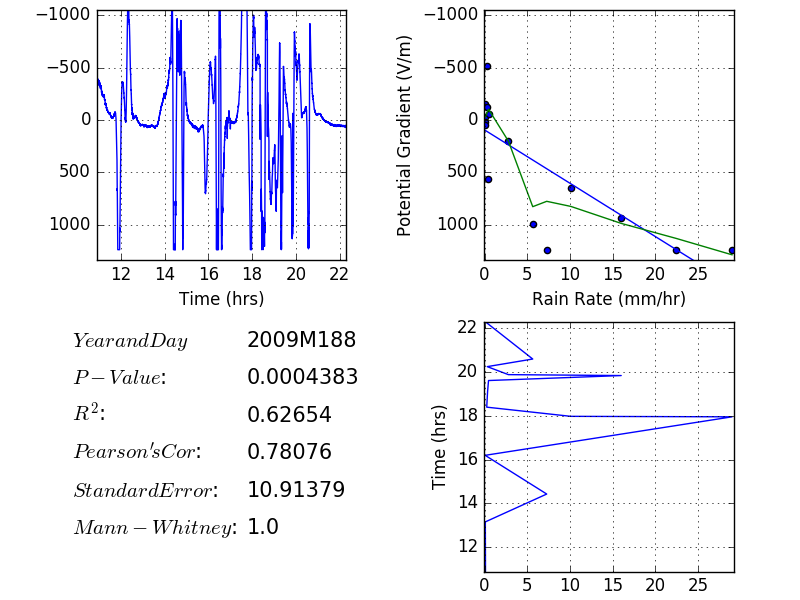 −1000
−500
0
500
1000
12 14 16 18 20 22
Time (hrs)
Potential Gradient (V/m)
−1000
−500
0
500
1000
0 5 10 15 20 25
Rain Rate (mm/hr)
YearandDay 2009M188
P−Value: 0.0004383
R²: 0.62654
Pearson'sCor: 0.78076
StandardError: 10.91379
Mann−Whitney: 1.0
Time (hrs)
22
20
18
16
14
12
0 5 10 15 20 25